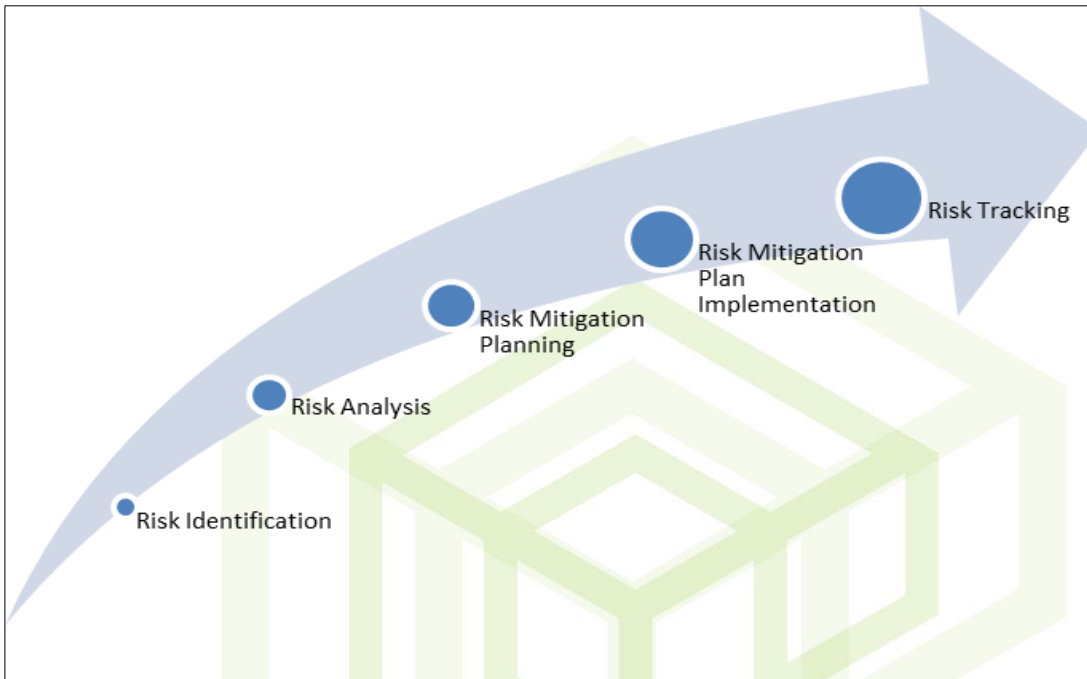 Risk Tracking
Risk Mitigation
Plan
Implementation
Risk Mitigation
Planning
Risk Analysis
Risk Identification